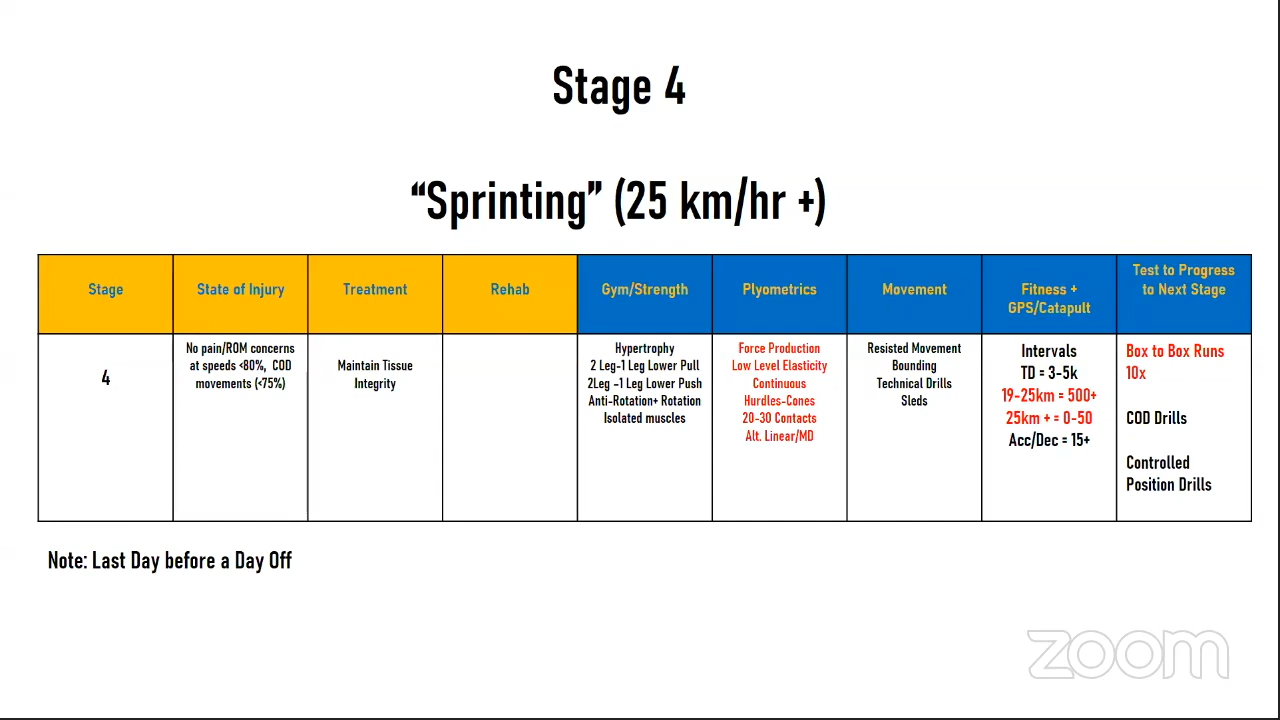 Stage 4
“Sprinting” (25 km/hr +)
Stage
State of Injury
Treatment
Rehab
Gym/Strength
Plyometrics
Movement
Fitness +
GPS/Catapult
Test to Progress
to Next Stage
4
No pain/ROM concerns
at speeds <80%, COD
movements (<75%)
Maintain Tissue
Integrity
Hypertrophy
2 Leg-1 Leg Lower Pull
2Leg -1 Leg Lower Push
Anti-Rotation+ Rotation
Isolated muscles
Force Production
Low Level Elasticity
Continuous
Hurdles-Cones
20-30 Contacts
Alt. Linear/MD
Resisted Movement
Bounding
Technical Drills
Sleds
Intervals
TD = 3-5k
19-25km = 500+
25km + = 0-50
Acc/Dec = 15+
Box to Box Runs
10x
COD Drills
Controlled
Position Drills
Note: Last Day before a Day Off
zoom